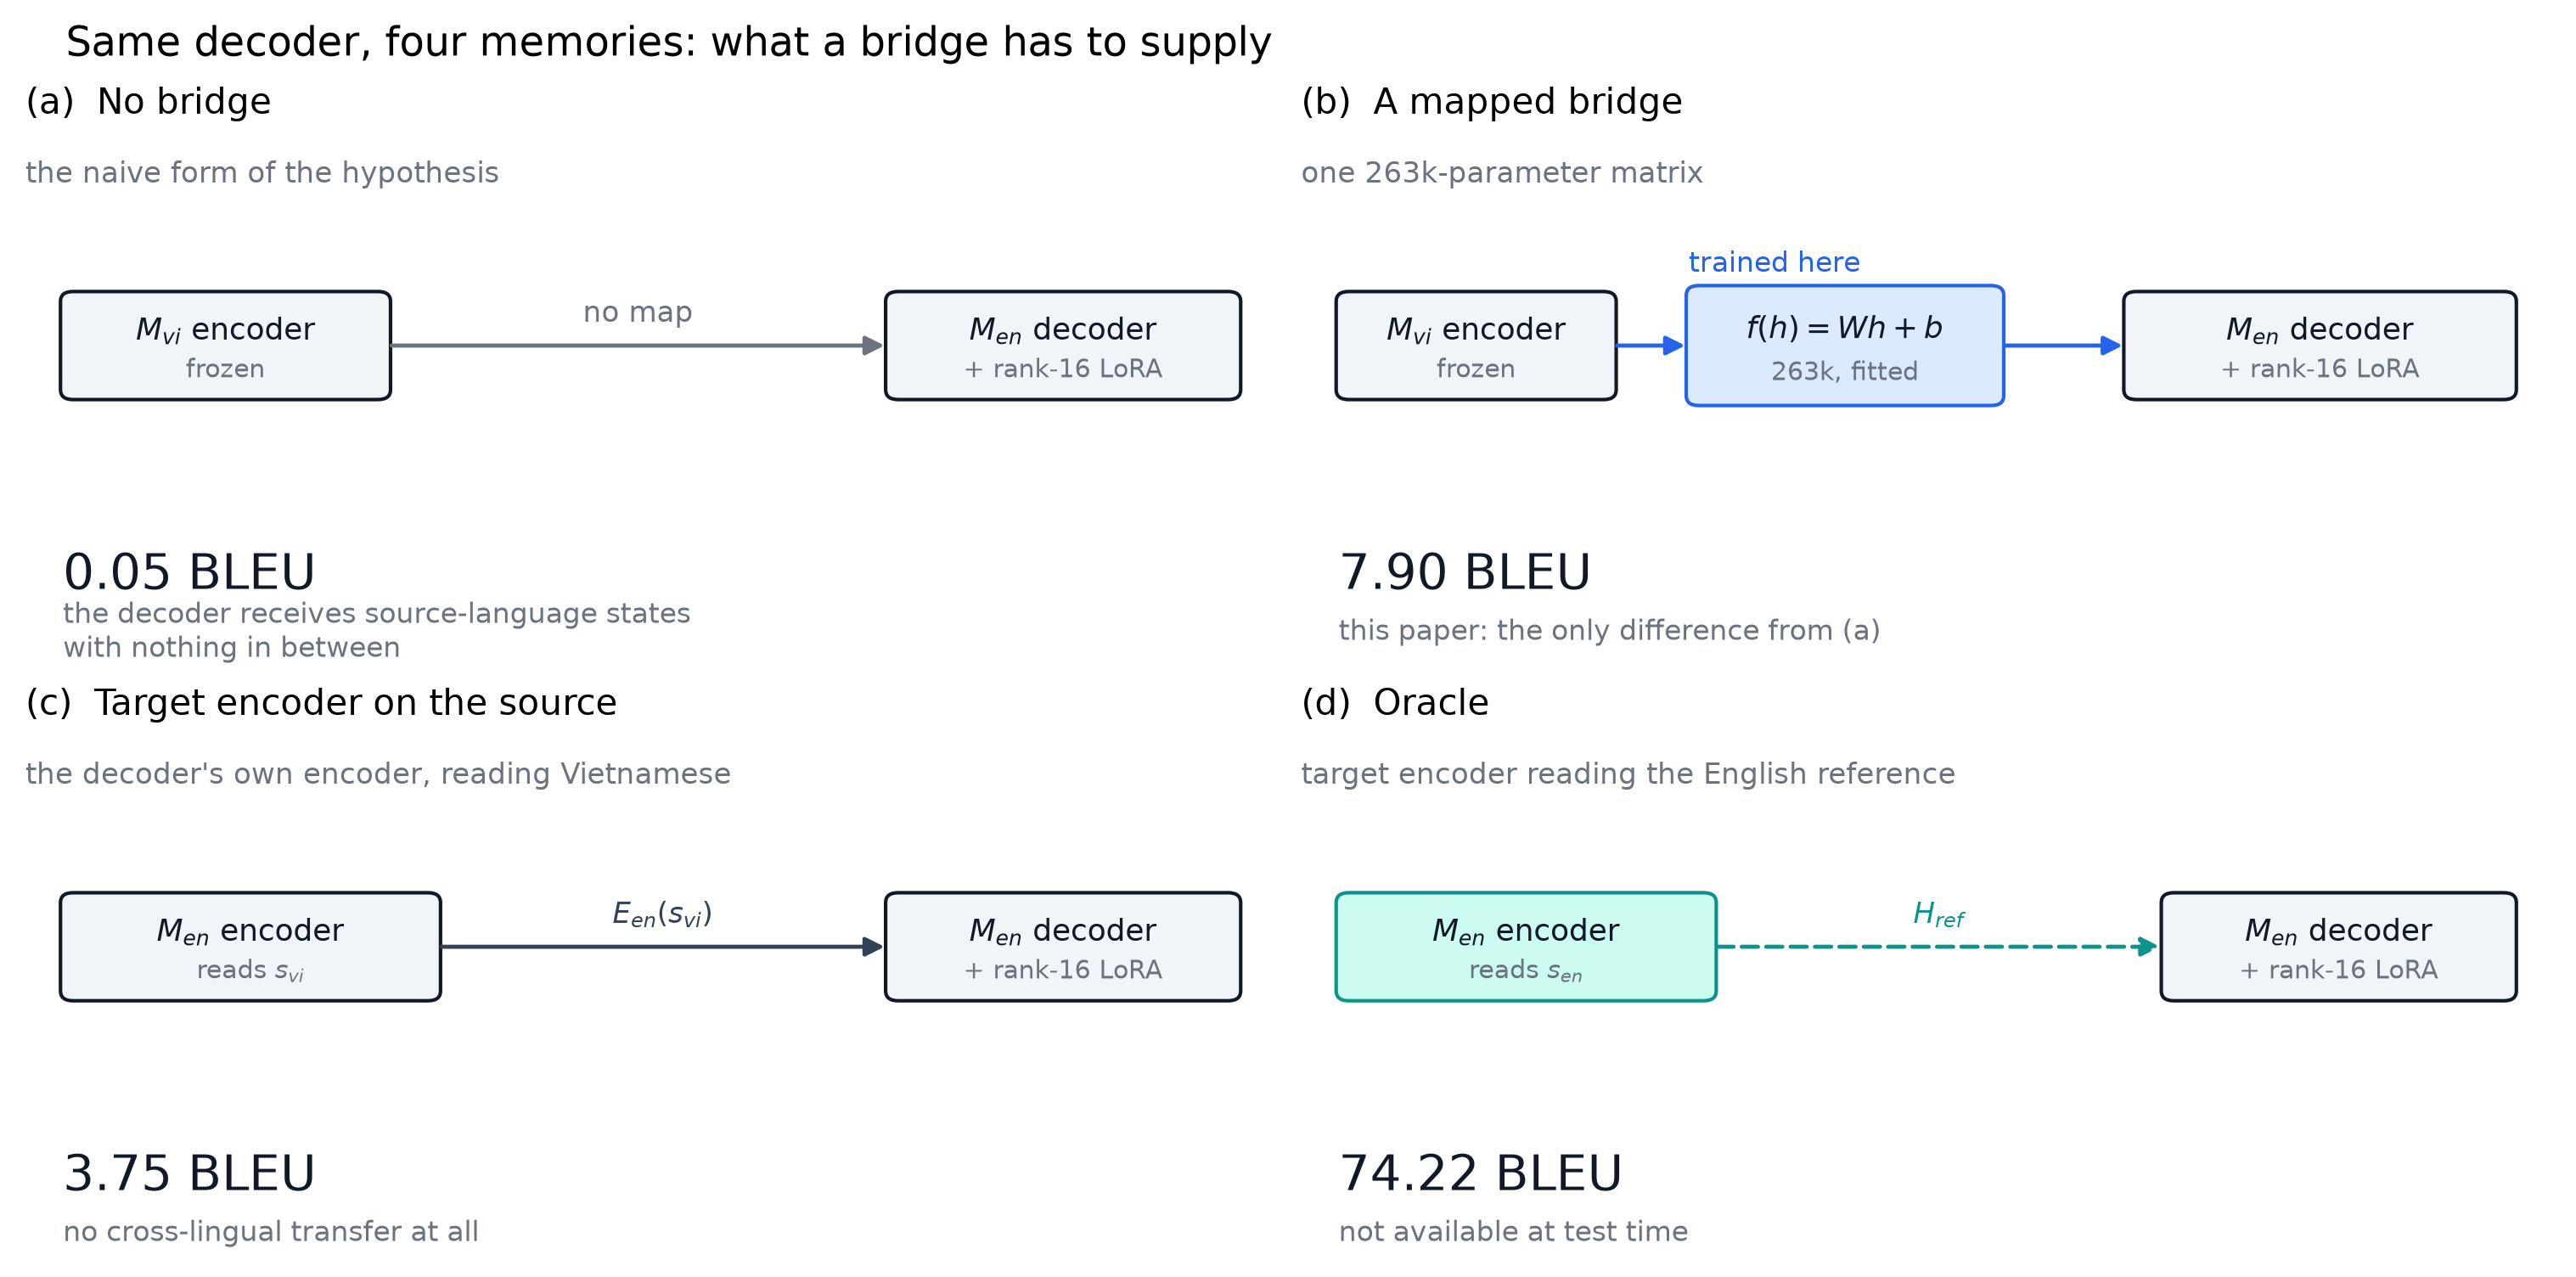 Same decoder, four memories: what a bridge has to supply
(a) No bridge
the naive form of the hypothesis
M_vi encoder
frozen
no map
M_en decoder
+ rank-16 LoRA
0.05 BLEU
the decoder receives source-language states
with nothing in between
(b) A mapped bridge
one 263k-parameter matrix
trained here
M_vi encoder
frozen
f(h) = Wh + b
263k, fitted
M_en decoder
+ rank-16 LoRA
7.90 BLEU
this paper: the only difference from (a)
(c) Target encoder on the source
the decoder's own encoder, reading Vietnamese
M_en encoder
reads s_vi
E_en(s_vi)
M_en decoder
+ rank-16 LoRA
3.75 BLEU
no cross-lingual transfer at all
(d) Oracle
target encoder reading the English reference
M_en encoder
reads s_en
H_ref
M_en decoder
+ rank-16 LoRA
74.22 BLEU
not available at test time